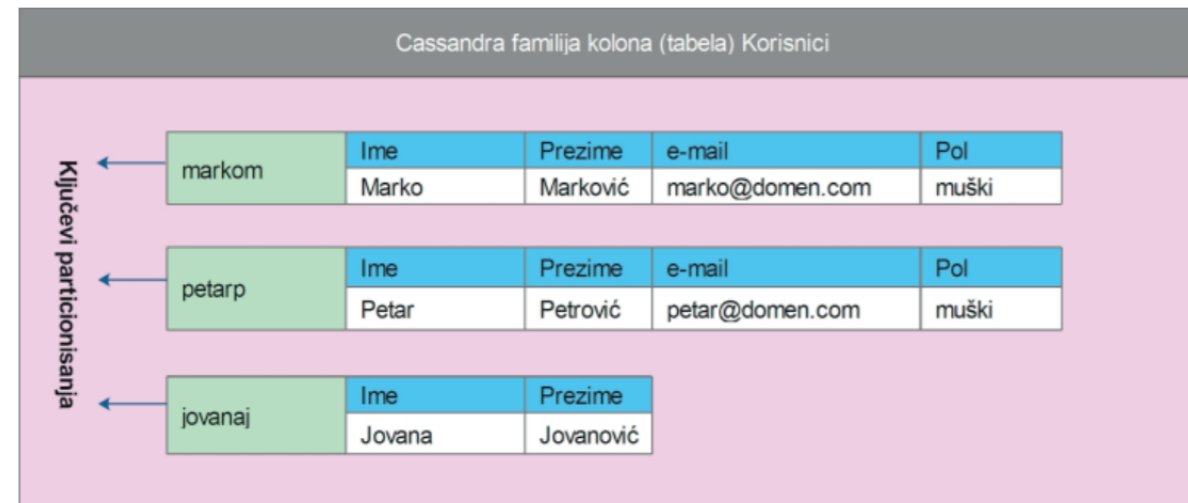 Cassandra familija kolona (tabela) Korisnici
Ključevi particionisanja
markom
Ime Prezime e-mail Pol
Marko Marković marko@domen.com muški
petarp
Ime Prezime e-mail Pol
Petar Petrović petar@domen.com muški
jovanaj
Ime Prezime
Jovana Jovanović